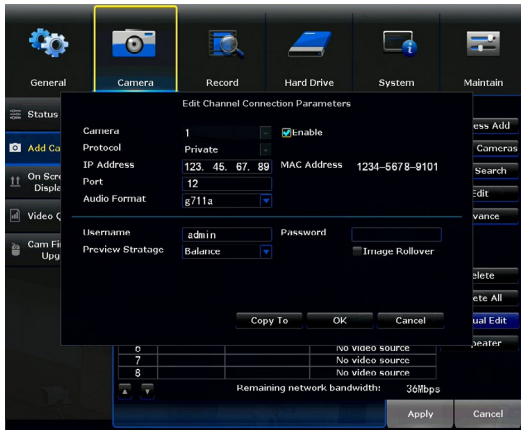 General Camera Record Hard Drive System Maintain
Edit Channel Connection Parameters
Status
Camera 1 Enable
ess Add
Add Ca
Protocol Private
Cameras
IP Address 123. 45. 67. 89 MAC Address 1234-5678-9101
Search
On Scre
Displa
Port 12
Edit
Audio Format g711a
Video Q
vance
Username admin Password
Cam Fi
Upg
Preview Stratage Balance Image Rollover
elete
ete All
Copy To OK Cancel
ual Edit
6 No video source
peater
7 No video source
8 No video source
Remaining network bandwidth: 36Mbps
Apply Cancel